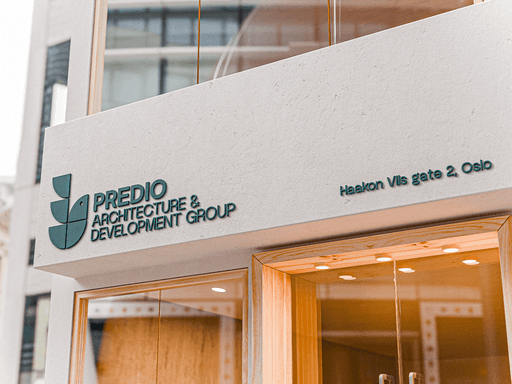 PREDIO
ARCHITECTURE &
DEVELOPMENT GROUP
Haakon VIIs gate 2, Oslo